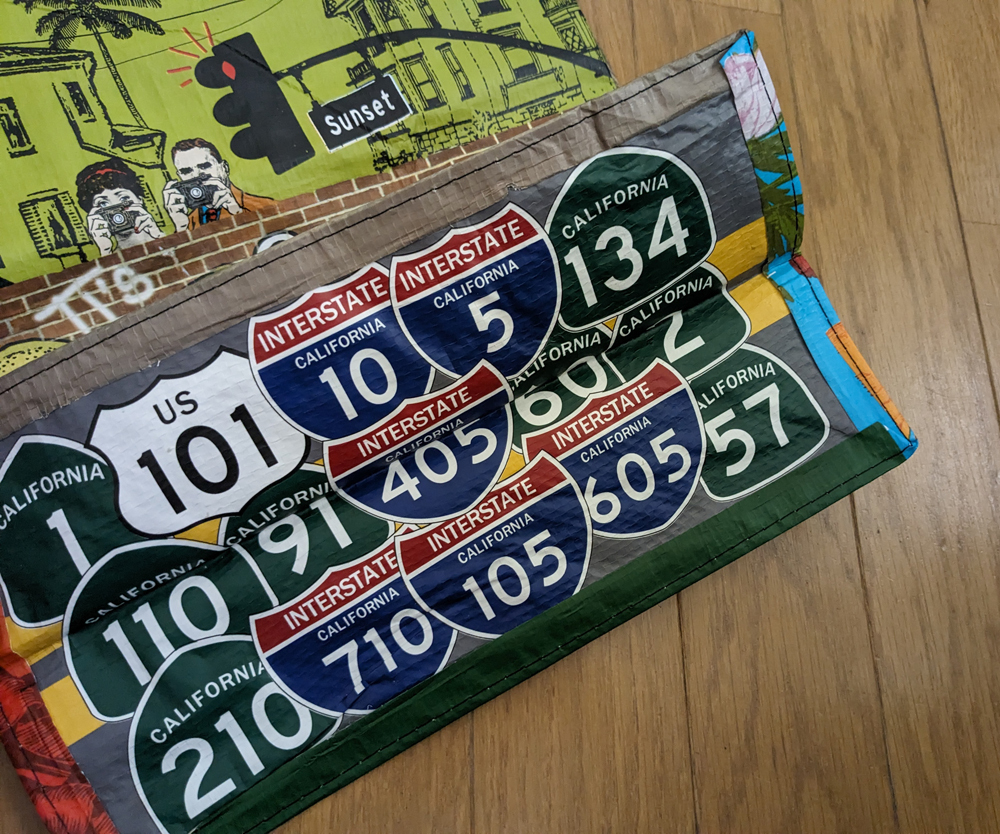 Sunset
TJ's
CALIFORNIA
134
INTERSTATE
CALIFORNIA
5
INTERSTATE
CALIFORNIA
10
US
101
CALIFORNIA
1
CALIFORNIA
2
CALIFORNIA
60
INTERSTATE
CALIFORNIA
405
CALIFORNIA
57
INTERSTATE
CALIFORNIA
605
CALIFORNIA
91
CALIFORNIA
110
INTERSTATE
CALIFORNIA
105
INTERSTATE
CALIFORNIA
710
CALIFORNIA
210